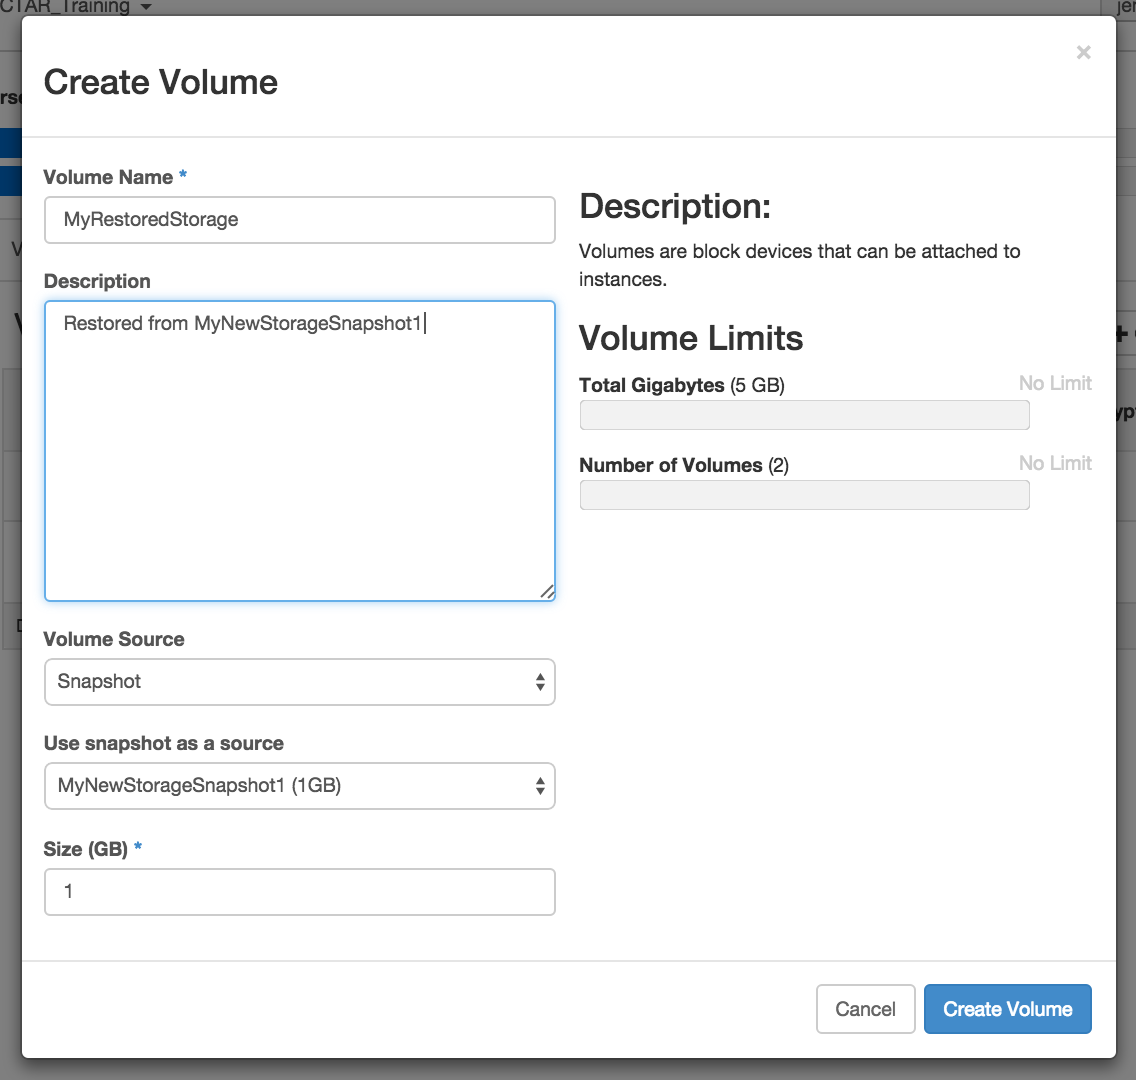 CTAR_Training
Create Volume
×
Volume Name *
MyRestoredStorage
Description
Restored from MyNewStorageSnapshot1
Volume Source
Snapshot
Use snapshot as a source
MyNewStorageSnapshot1 (1GB)
Size (GB) *
1
Description:
Volumes are block devices that can be attached to
instances.
Volume Limits
Total Gigabytes (5 GB)
No Limit
Number of Volumes (2)
No Limit
Cancel
Create Volume